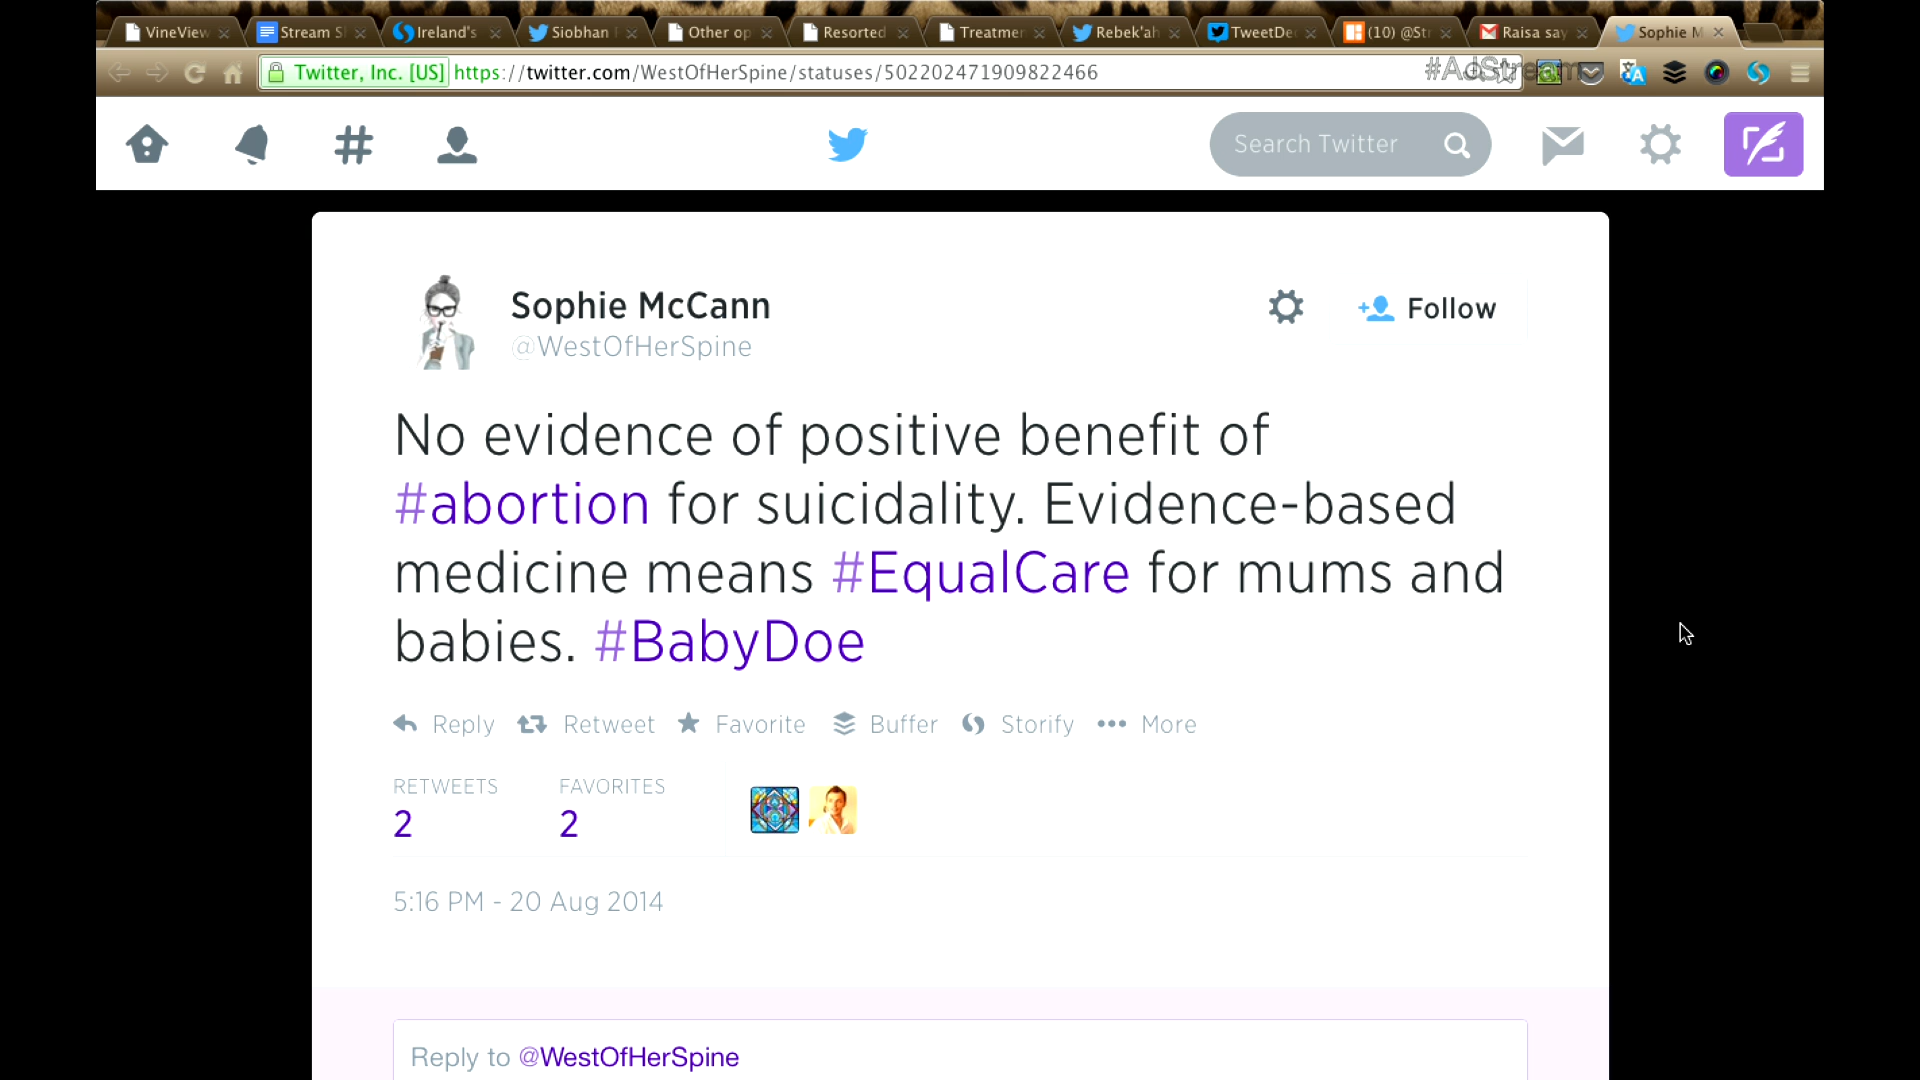 VineView
Stream S
Ireland's
Siobhan
Other op
Resorted
Treatmen
Rebek'ah
TweetDec
(10) @Str
Raisa say
Sophie M
Twitter, Inc. [US] https://twitter.com/WestOfHerSpine/statuses/502202471909822466
#AJStream
Search Twitter
Sophie McCann
@WestOfHerSpine
Follow
No evidence of positive benefit of
#abortion for suicidality. Evidence-based
medicine means #EqualCare for mums and
babies. #BabyDoe
Reply Retweet Favorite Buffer Storify More
RETWEETS FAVORITES
2 2
5:16 PM - 20 Aug 2014
Reply to @WestOfHerSpine